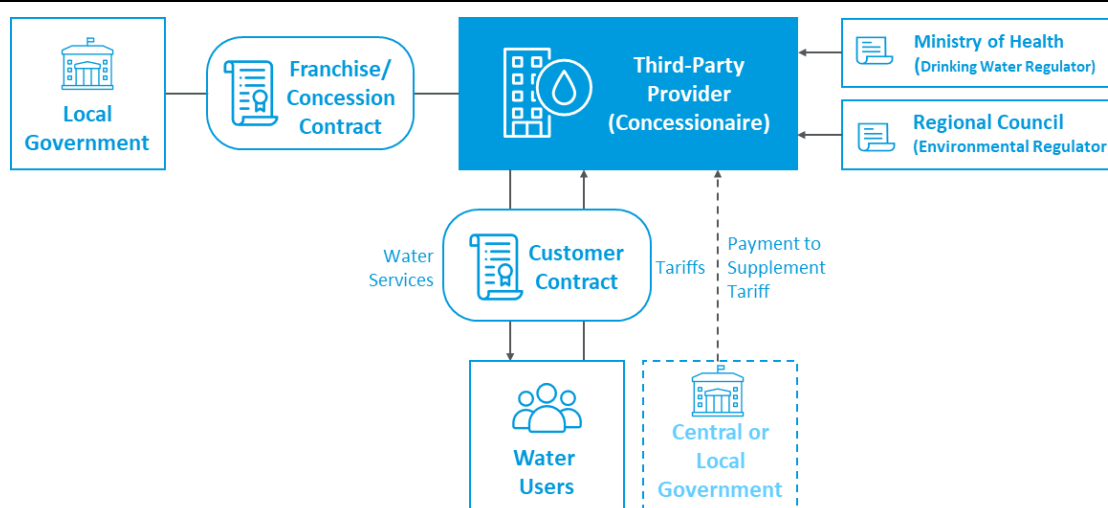 Local
Government
Franchise/
Concession
Contract
Third-Party
Provider
(Concessionaire)
Ministry of Health
(Drinking Water Regulator)
Regional Council
(Environmental Regulator
Water
Services
Customer
Contract
Tariffs
Payment to
Supplement
Tariff
Water
Users
Central or
Local
Government